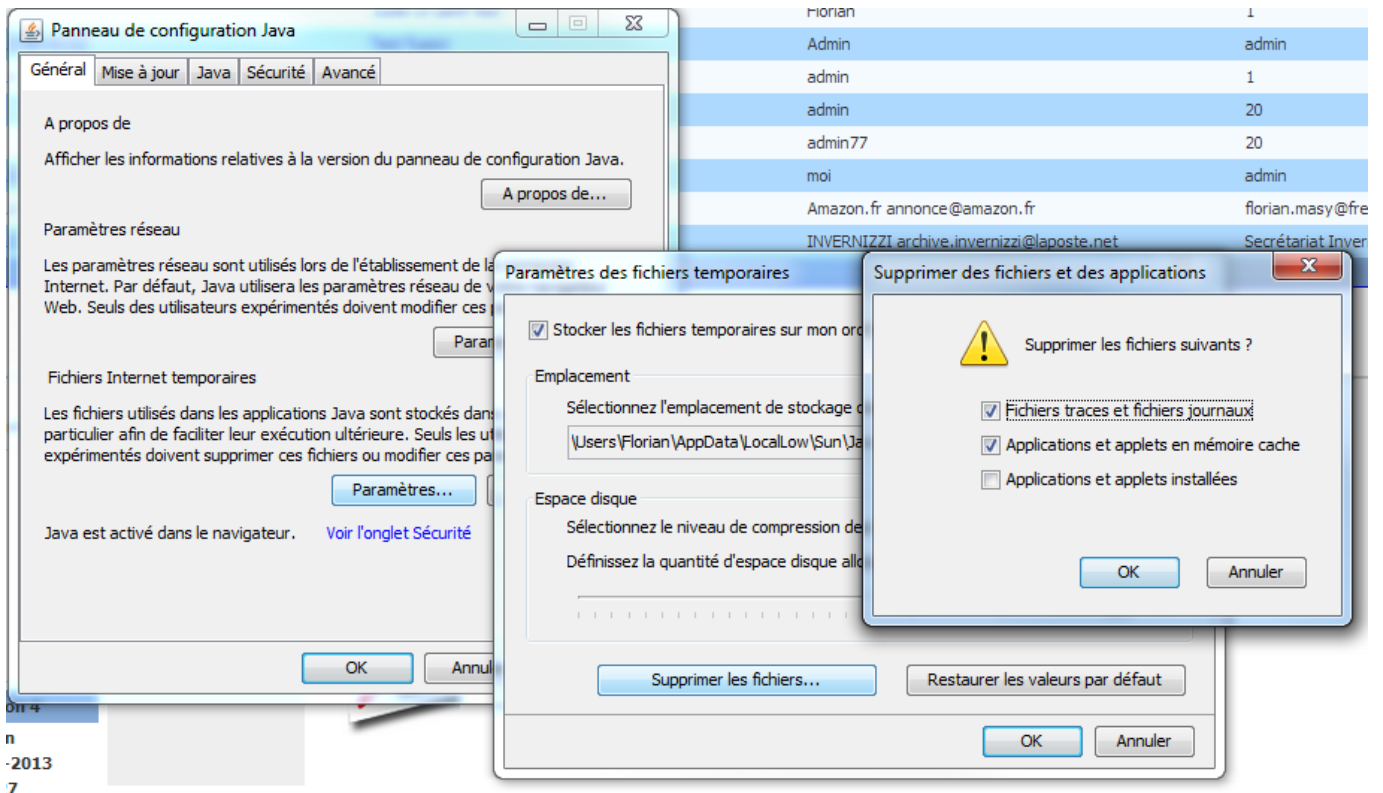 Panneau de configuration Java
Général
Mise à jour
Java
Sécurité
Avancé
A propos de
Afficher les informations relatives à la version du panneau de configuration Java.
A propos de...
Paramètres réseau
Les paramètres réseau sont utilisés lors de l'établissement de la
Internet. Par défaut, Java utilisera les paramètres réseau de
Web. Seuls des utilisateurs expérimentés doivent modifier ces
Fichiers Internet temporaires
Les fichiers utilisés dans les applications Java sont stockés dans
particulier afin de faciliter leur exécution ultérieure. Seuls les
expérimentés doivent supprimer ces fichiers ou modifier ces
Paramètres...
Java est activé dans le navigateur.
Voir l'onglet Sécurité
OK
Florian 1
Admin admin
admin 1
admin 20
admin77 20
moi admin
Amazon.fr annonce@amazon.fr florian.masy@fre
INVERNIZZI archive.invernizzi@laposte.net Secrétariat Inver
Paramètres des fichiers temporaires
Stocker les fichiers temporaires sur mon
Emplacement
Sélectionnez l'emplacement de stockage
\Users\Florian\AppData\LocalLow\Sun\Ja
Espace disque
Sélectionnez le niveau de compression de
Définissez la quantité d'espace disque
Supprimer les fichiers...
Restaurer les valeurs par défaut
OK
Annuler
Supprimer des fichiers et des applications
Supprimer les fichiers suivants ?
Fichiers traces et fichiers journaux
Applications et applets en mémoire cache
Applications et applets installées
OK
Annuler
on 4
n
-2013